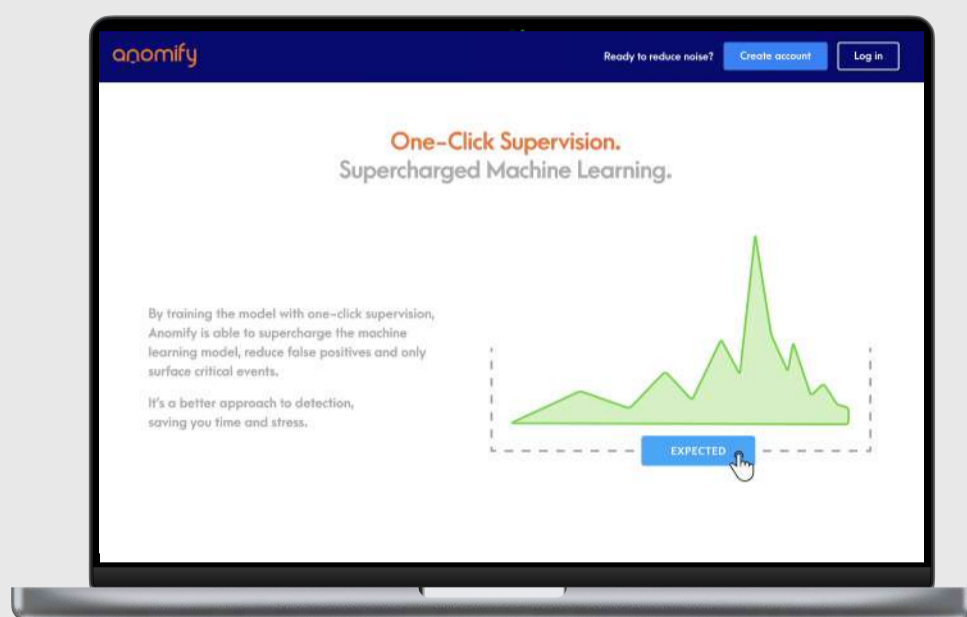 anomify
Ready to reduce noise?
Create account
Log in
One-Click Supervision.
Supercharged Machine Learning.
By training the model with one-click supervision,
Anomify is able to supercharge the machine
learning model, reduce false positives and only
surface critical events.
It's a better approach to detection,
saving you time and stress.
EXPECTED